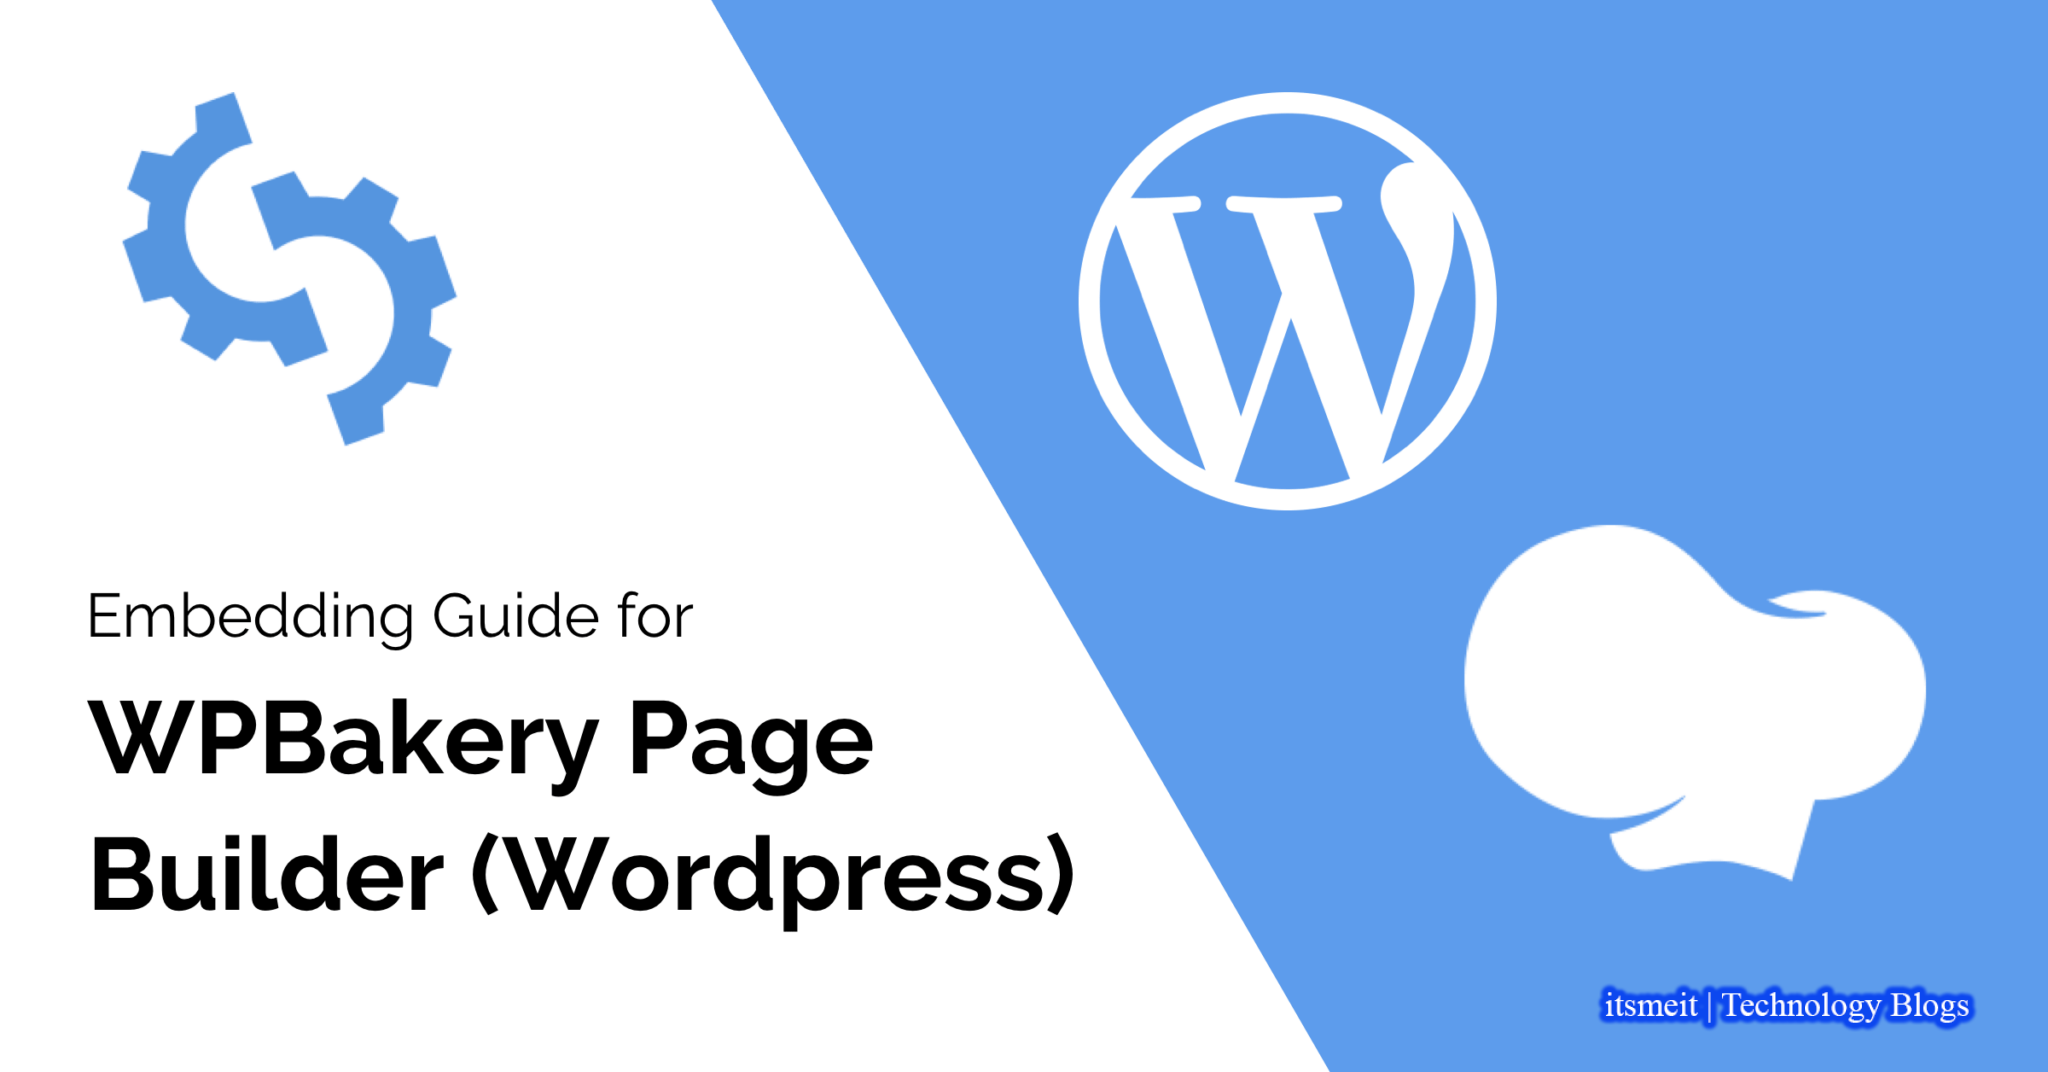 Embedding Guide for
WPBakery Page
Builder (Wordpress)
itsmeit | Technology Blogs